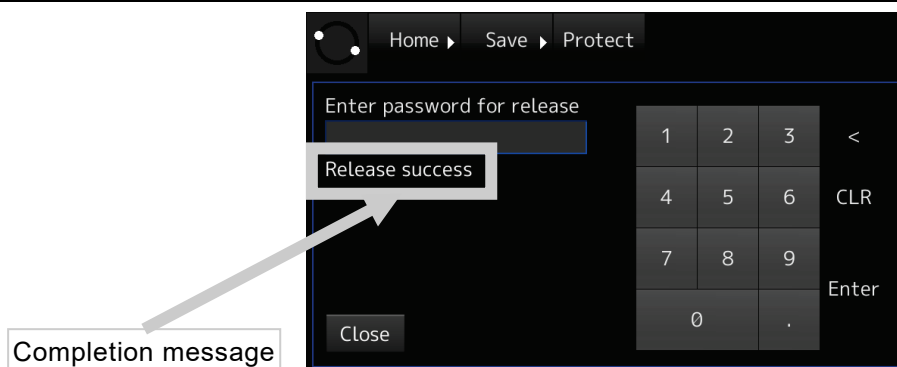 Home Save Protect
Enter password for release
Release success
1 2 3 <
4 5 6 CLR
7 8 9
Enter
0 .
Close
Completion message